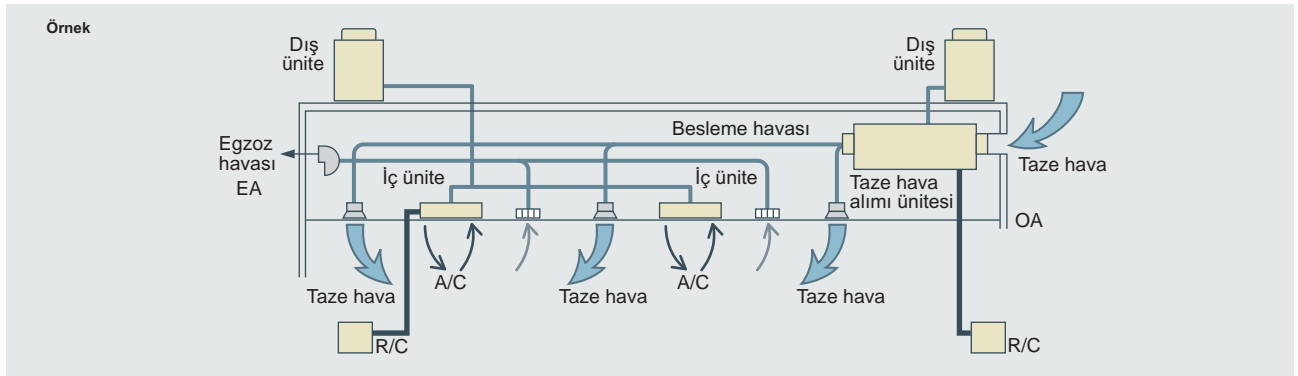 Örnek
Dış
ünite
Dış
ünite
Besleme havası
Egzoz
havası
EA
İç ünite
İç ünite
Taze hava
alımı ünitesi
Taze hava
OA
A/C
A/C
Taze hava
Taze hava
Taze hava
R/C
R/C